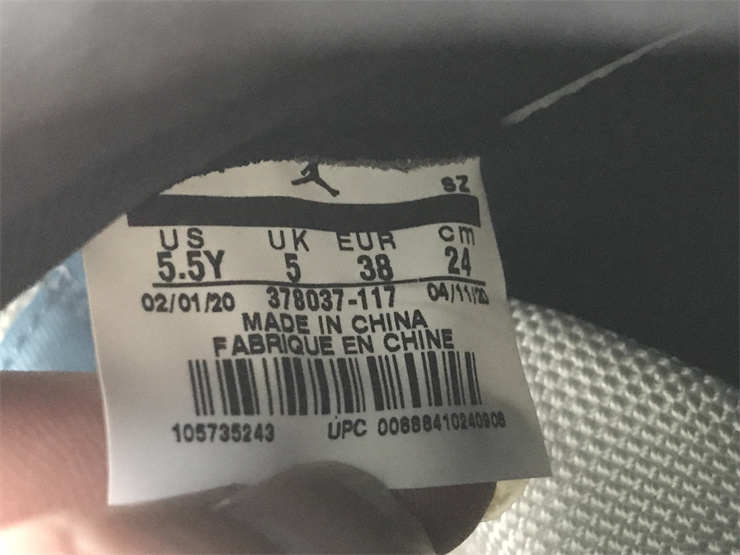 SZ
US UK EUR cm
5.5Y 5 38 24
02/01/20 378037-117 04/11/20
MADE IN CHINA
FABRIQUE EN CHINE
105735243 UPC 00888410240908